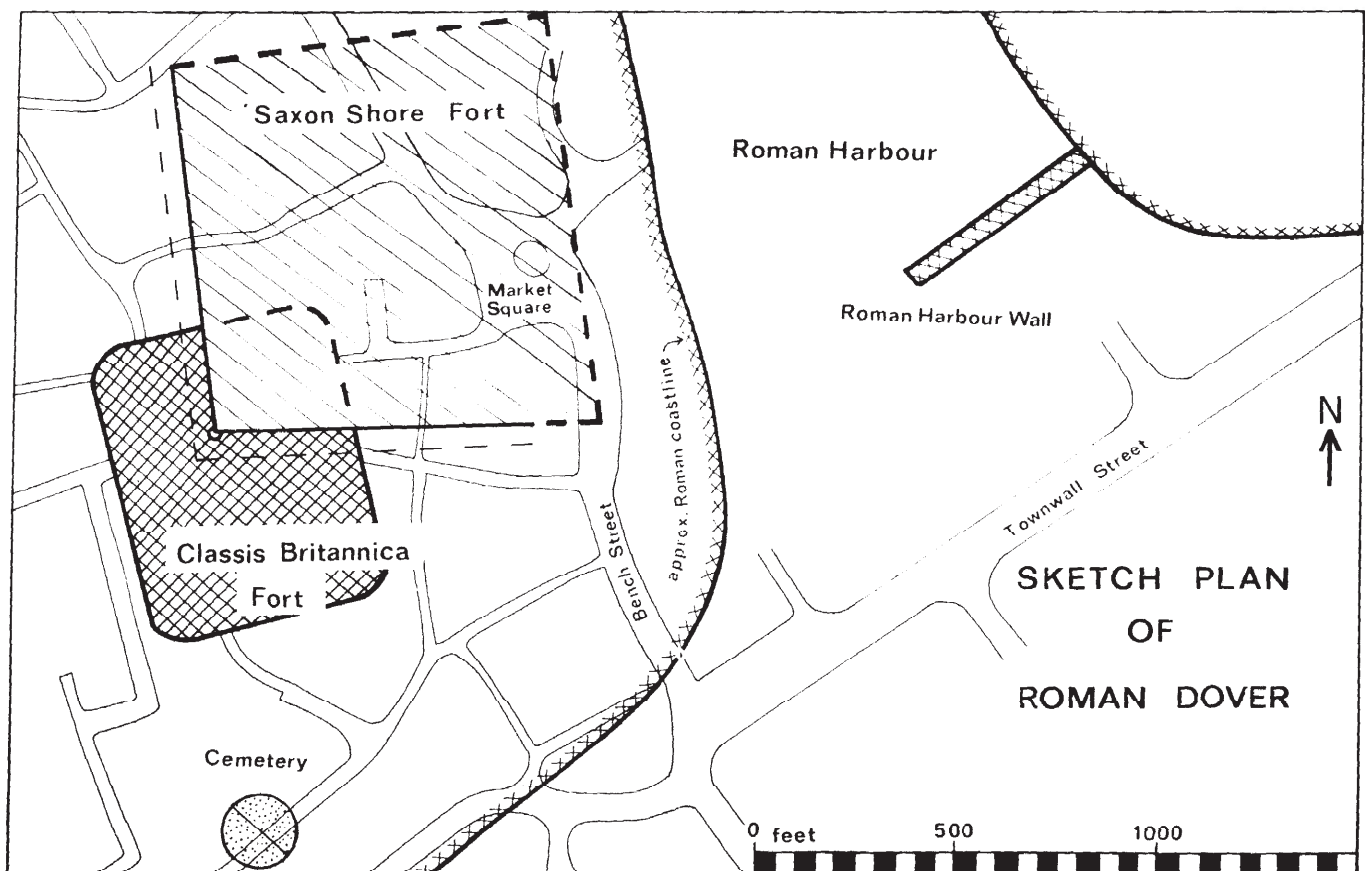 'Saxon Shore Fort
Roman Harbour
Market
Square
Roman Harbour Wall
approx. Roman coastline
N
Townwall Street
Bench Street
Classis Britannica
Fort
SKETCH PLAN
OF
ROMAN DOVER
Cemetery
0 feet 500 1000